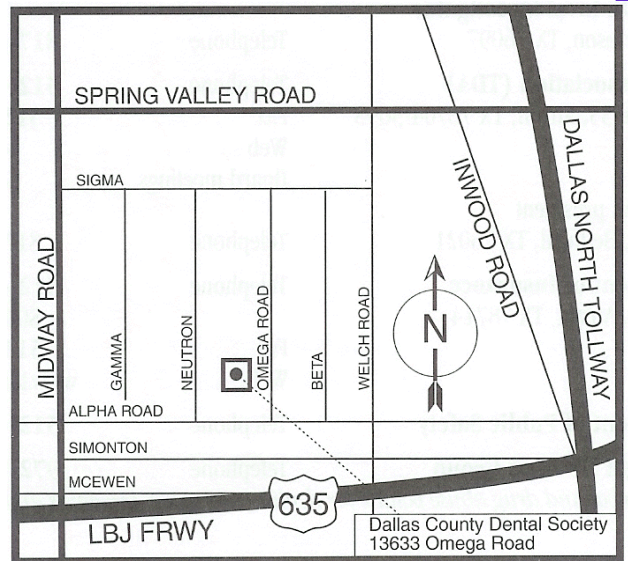 SPRING VALLEY ROAD
SIGMA
MIDWAY ROAD
GAMMA
NEUTRON
OMEGA ROAD
BETA
WELCH ROAD
N
INWOOD ROAD
DALLAS NORTH TOLLWAY
ALPHA ROAD
SIMONTON
MCEWEN
635
LBJ FRWY
Dallas County Dental Society
13633 Omega Road